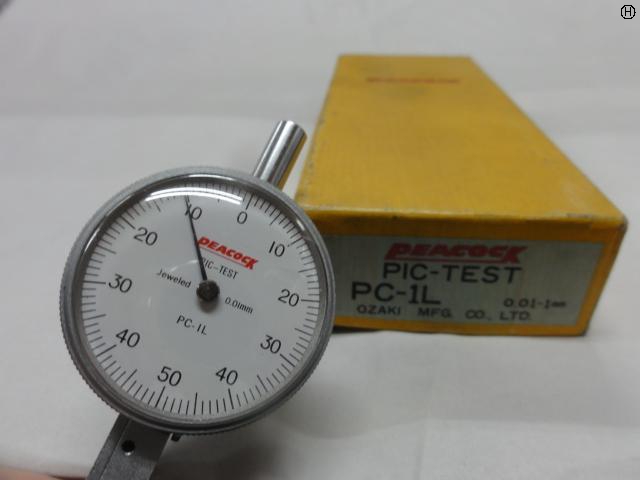 0
10
20
30
40
50
40
30
20
10
PEACOCK
PIC-TEST
Jeweled 0.01mm
PC-1L
PEACOCK
PIC-TEST
PC-1L 0.01-1mm
OZAKI MFG. CO., LTD.
H